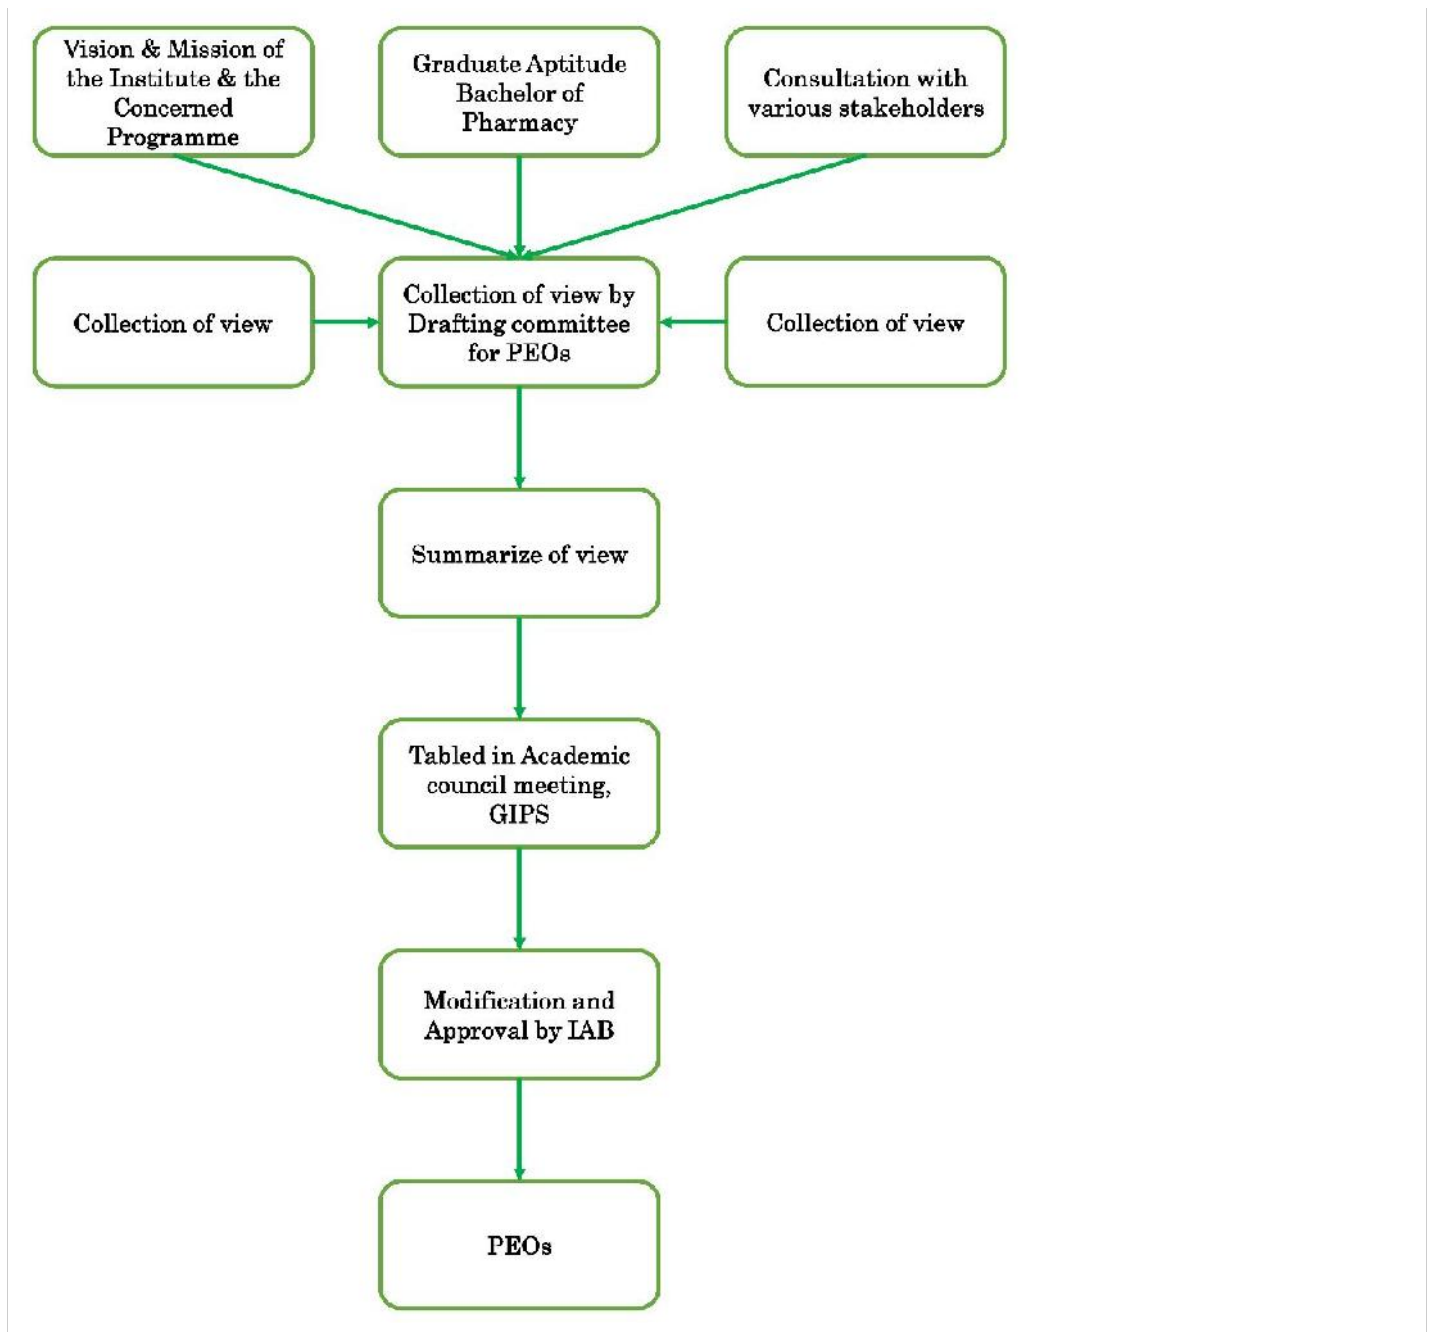 Vision & Mission of
the Institute & the
Concerned
Programme
Graduate Aptitude
Bachelor of
Pharmacy
Consultation with
various stakeholders
Collection of view
Collection of view by
Drafting committee
for PEOs
Collection of view
Summarize of view
Tabled in Academic
council meeting,
GIPS
Modification and
Approval by IAB
PEOs